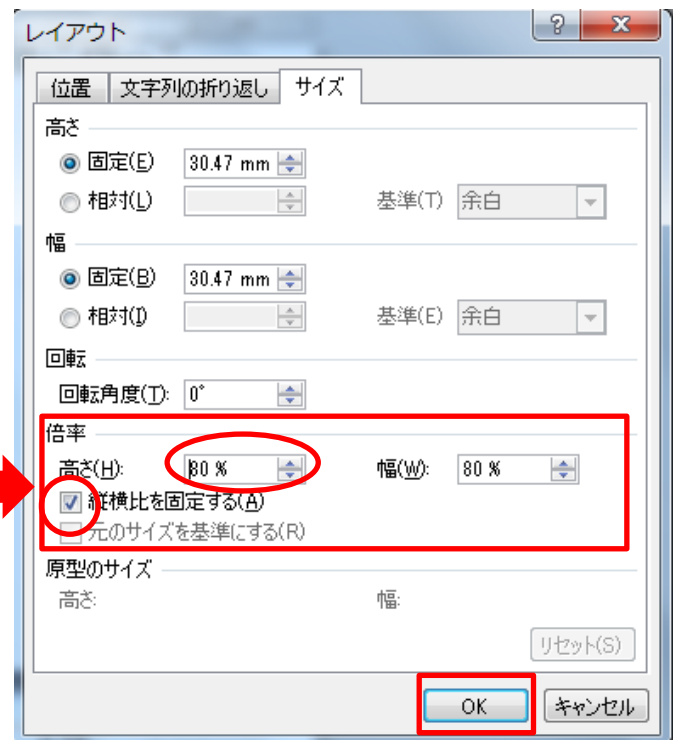 レイアウト
位置 文字列の折り返し サイズ
高さ
固定(E) 30.47 mm
相対(L) 基準(T) 余白
幅
固定(B) 30.47 mm
相対(I) 基準(E) 余白
回転
回転角度(T): 0°
倍率
高さ(H): 80 % 幅(W): 80 %
縦横比を固定する(A)
元のサイズを基準にする(R)
原型のサイズ
高さ: 幅:
リセット(S)
OK キャンセル